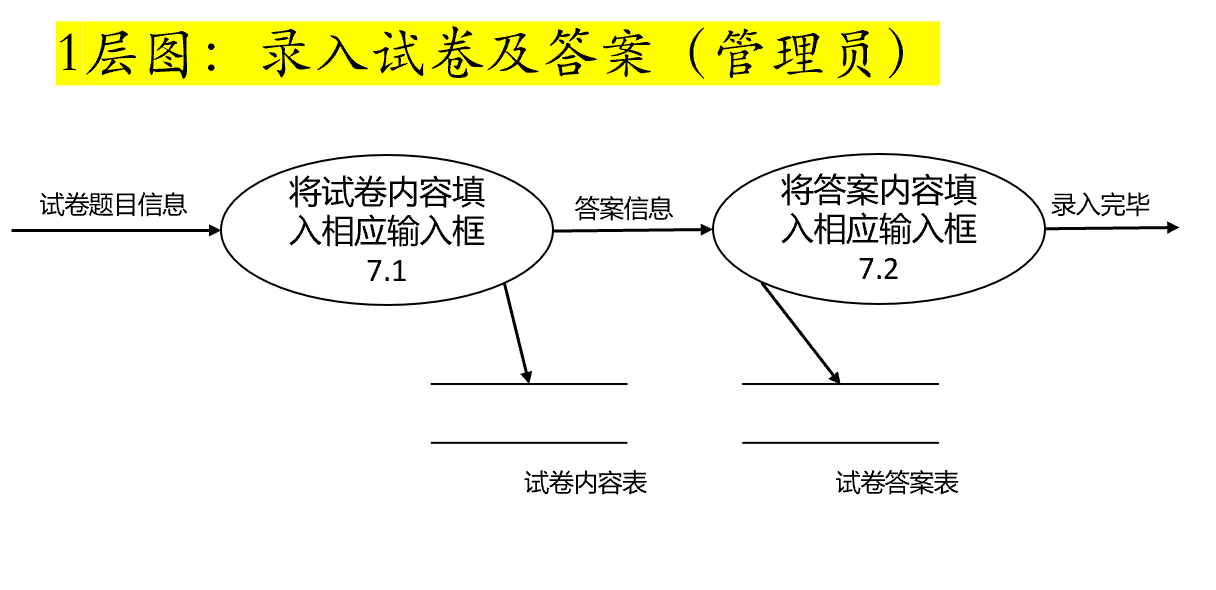 1层图：录入试卷及答案（管理员）
试卷题目信息
将试卷内容填
入相应输入框
7.1
答案信息
将答案内容填
入相应输入框
7.2
录入完毕
试卷内容表
试卷答案表